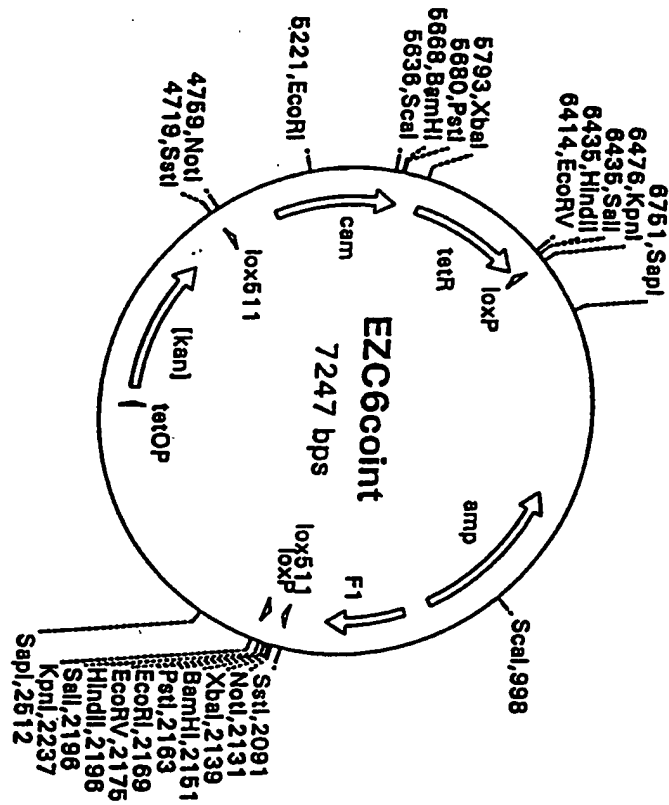 6751,SapI
6476,KpnI
6435,SalI
6435,HindII
6414,EcoRV
5793,XbaI
5680,PstI
5668,BamHI
5636,ScaI
5221,EcoRI
4759,NotI
4719,SstI
ScaI,998
amp
loxP
tetR
cam
EZC6coint
7247 bps
F1
lox511
loxP
lox511
[kan]
tetOP
SstI,2091
NotI,2131
XbaI,2139
BamHI,2151
PstI,2163
EcoRI,2169
EcoRV,2175
HindII,2196
SalI,2196
KpnI,2237
SapI,2512